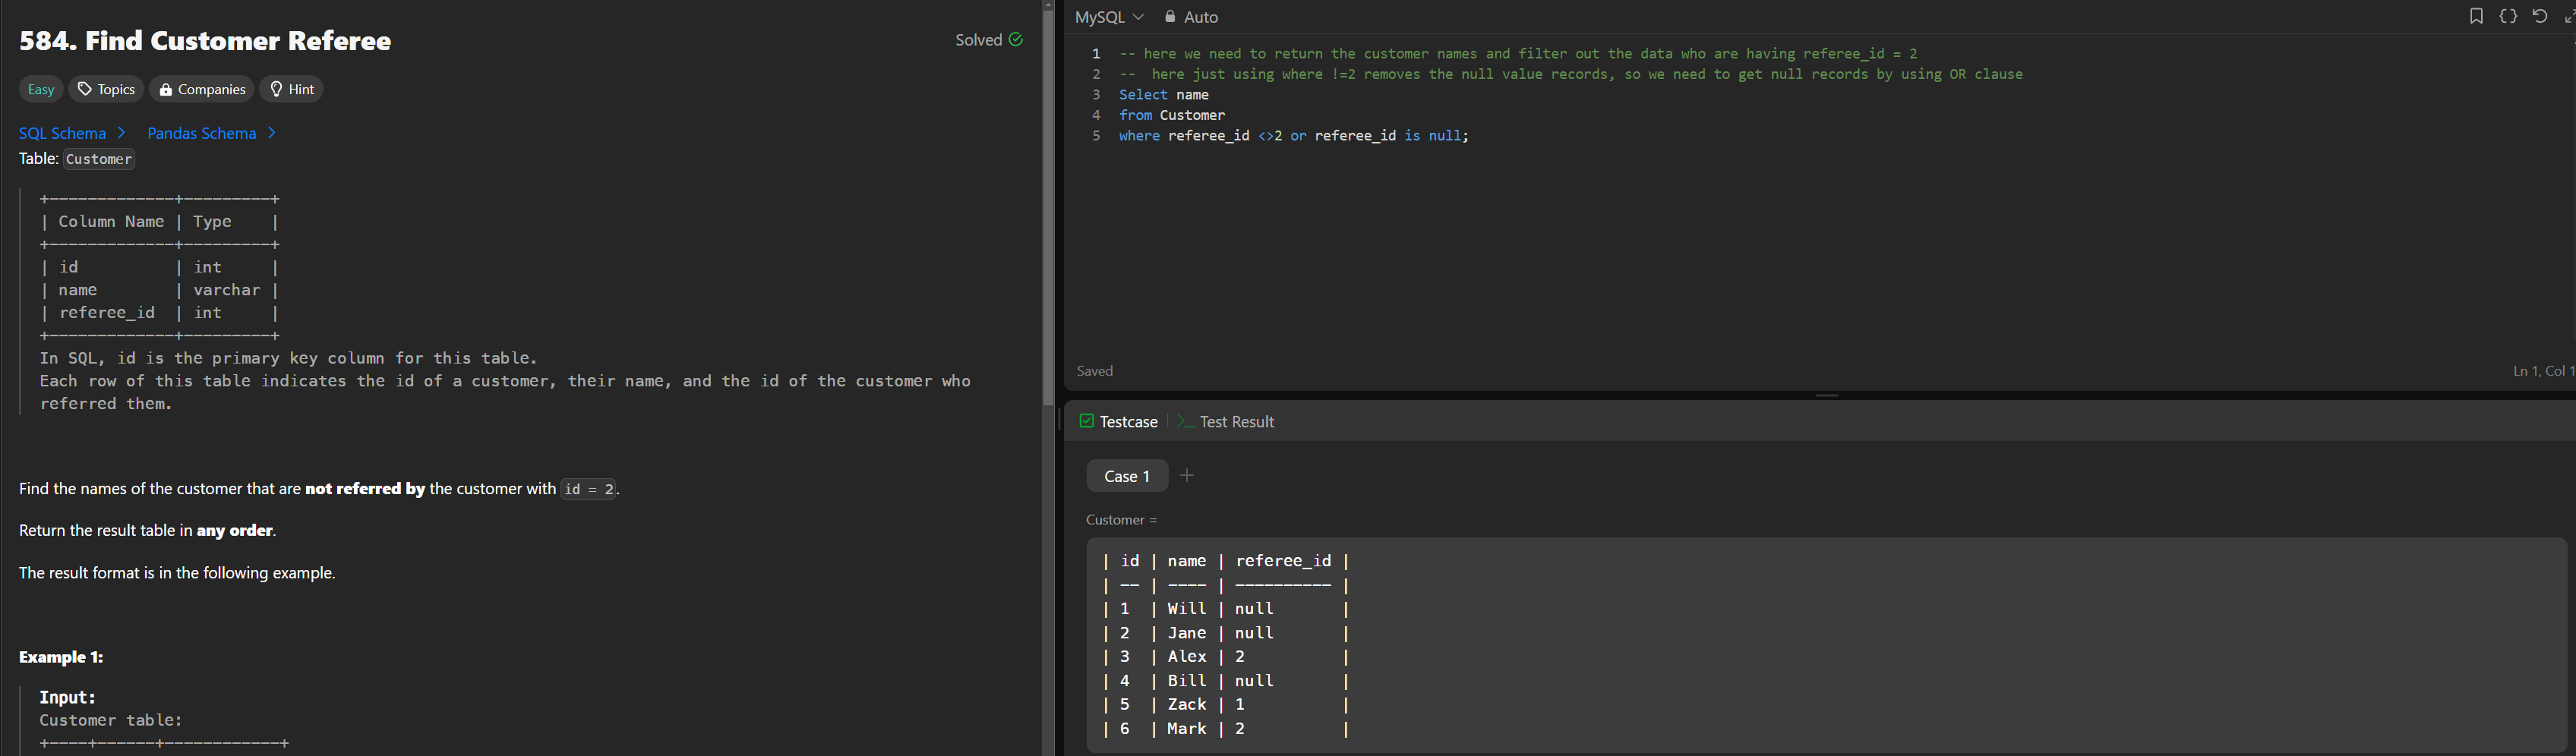 584. Find Customer Referee
Solved
Easy
Topics
Companies
Hint
SQL Schema >
Pandas Schema >
Table: Customer
+-------------+---------+
| Column Name | Type    |
+-------------+---------+
| id          | int     |
| name        | varchar |
| referee_id  | int     |
+-------------+---------+
In SQL, id is the primary key column for this table.
Each row of this table indicates the id of a customer, their name, and the id of the customer who
referred them.
Find the names of the customer that are not referred by the customer with id = 2.
Return the result table in any order.
The result format is in the following example.
Example 1:
Input:
Customer table:
+----+------+------------+
MySQL
Auto
1 -- here we need to return the customer names and filter out the data who are having referee_id = 2
2 --  here just using where !=2 removes the null value records, so we need to get null records by using OR clause
3 Select name
4 from Customer
5 where referee_id <>2 or referee_id is null;
Saved
Ln 1, Col 1
Testcase
>_ Test Result
Case 1
+
Customer =
| id | name | referee_id |
| -- | ---- | ---------- |
| 1  | Will | null       |
| 2  | Jane | null       |
| 3  | Alex | 2          |
| 4  | Bill | null       |
| 5  | Zack | 1          |
| 6  | Mark | 2          |